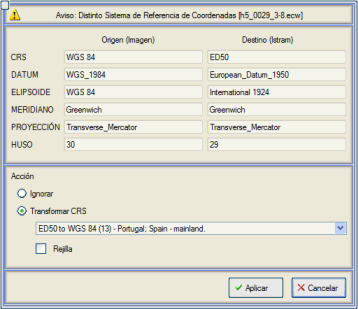 Aviso: Distinto Sistema de Referencia de Coordenadas [h5_0029_3-8.ecw]
Origen (Imagen) Destino (Istram)
CRS WGS 84 ED50
DATUM WGS_1984 European_Datum_1950
ELIPSOIDE WGS 84 International 1924
MERIDIANO Greenwich Greenwich
PROYECCIÓN Transverse_Mercator Transverse_Mercator
HUSO 30 29
Acción
Ignorar
Transformar CRS
ED50 to WGS 84 (13) - Portugal; Spain - mainland.
Rejilla
Aplicar Cancelar